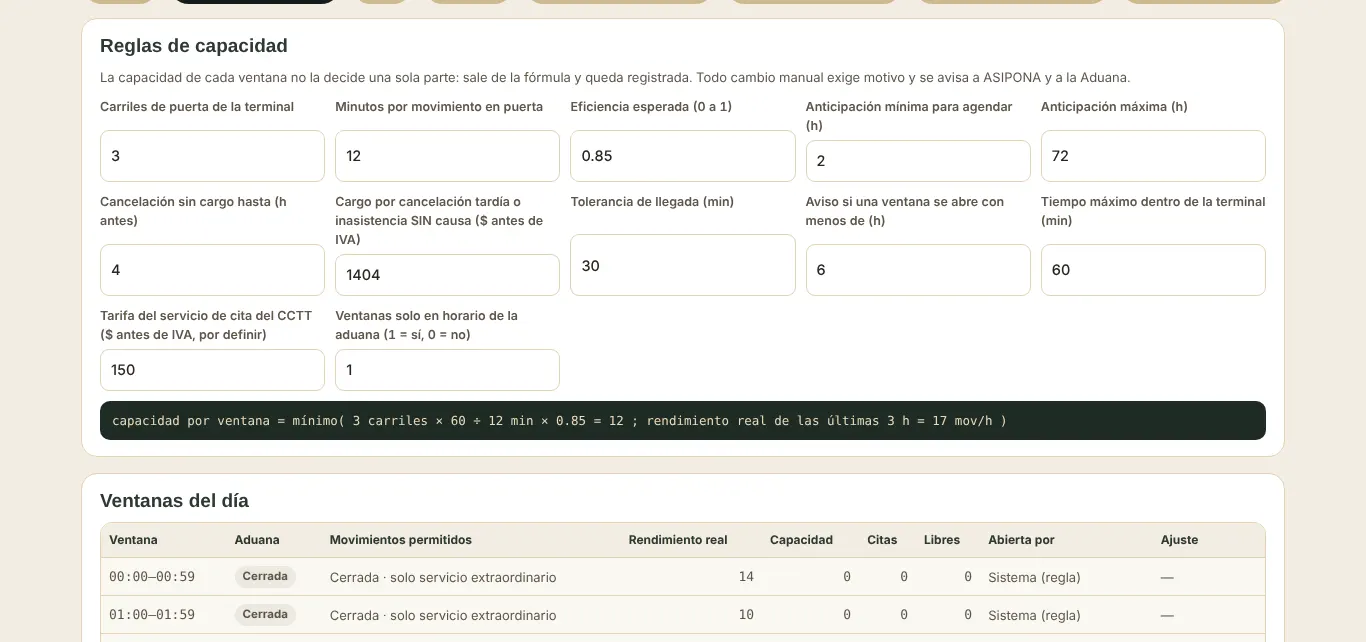 Reglas de capacidad
La capacidad de cada ventana no la decide una sola parte: sale de la fórmula y queda registrada. Todo cambio manual exige motivo y se avisa a ASIPONA y a la Aduana.
Carriles de puerta de la terminal
3
Minutos por movimiento en puerta
12
Eficiencia esperada (0 a 1)
0.85
Anticipación mínima para agendar
(h)
2
Anticipación máxima (h)
72
Cancelación sin cargo hasta (h
antes)
4
Cargo por cancelación tardía o
inasistencia SIN causa ($ antes de
IVA)
1404
Tolerancia de llegada (min)
30
Aviso si una ventana se abre con
menos de (h)
6
Tiempo máximo dentro de la terminal
(min)
60
Tarifa del servicio de cita del CCTT
($ antes de IVA, por definir)
150
Ventanas solo en horario de la
aduana (1 = sí, 0 = no)
1
capacidad por ventana = mínimo( 3 carriles × 60 ÷ 12 min × 0.85 = 12 ; rendimiento real de las últimas 3 h = 17 mov/h )
Ventanas del día
Ventana Aduana Movimientos permitidos Rendimiento real Capacidad Citas Libres Abierta por Ajuste
00:00–00:59 Cerrada Cerrada · solo servicio extraordinario 14 0 0 0 Sistema (regla) —
01:00–01:59 Cerrada Cerrada · solo servicio extraordinario 10 0 0 0 Sistema (regla) —